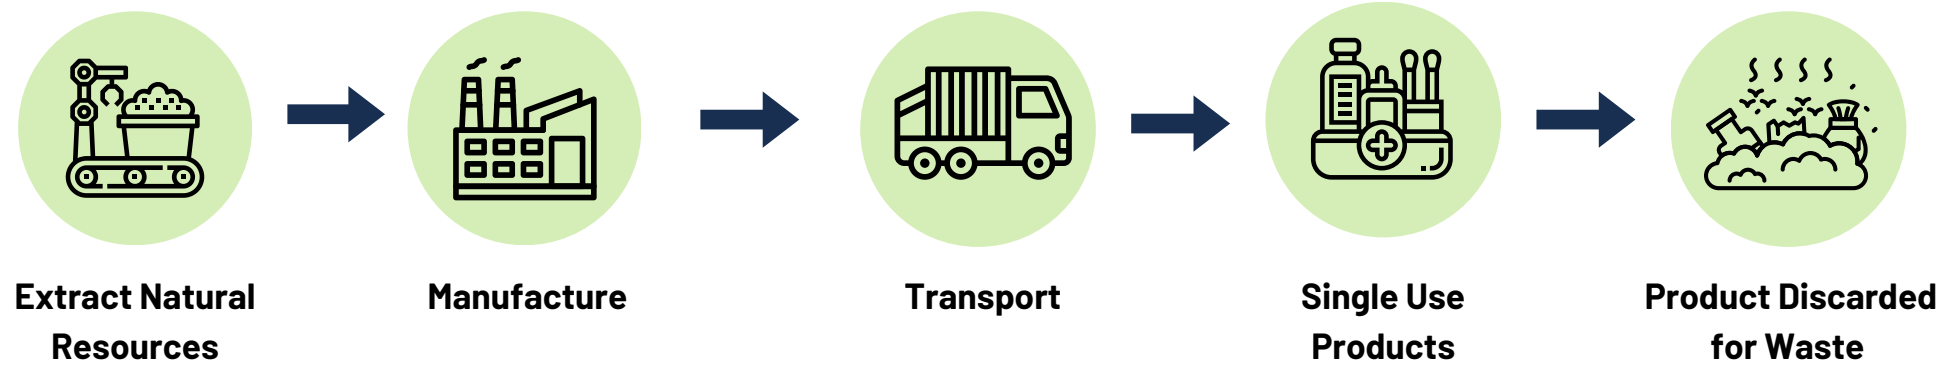 Extract Natural
Resources
Manufacture
Transport
Single Use
Products
Product Discarded
for Waste